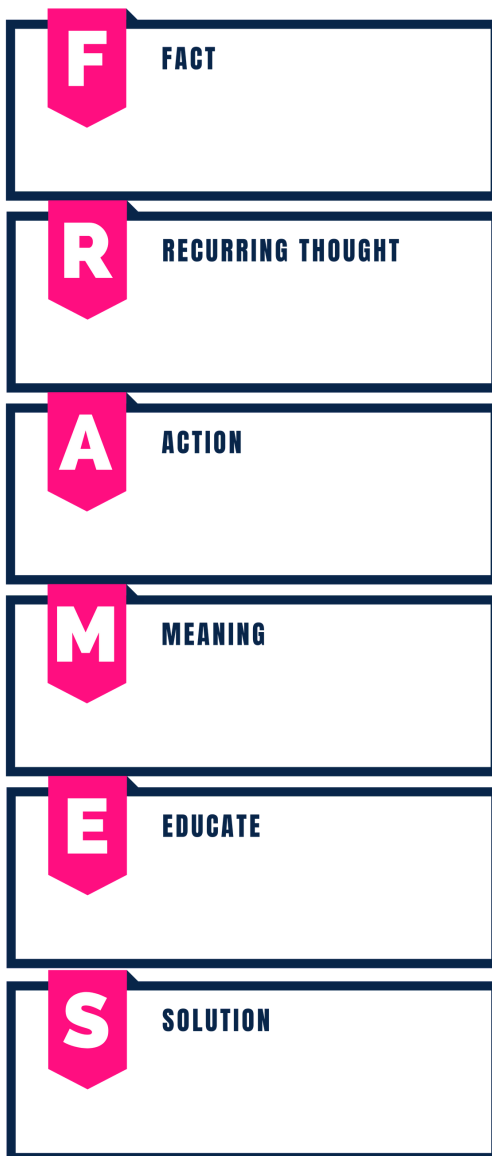 F
FACT
R
RECURRING THOUGHT
A
ACTION
M
MEANING
E
EDUCATE
S
SOLUTION